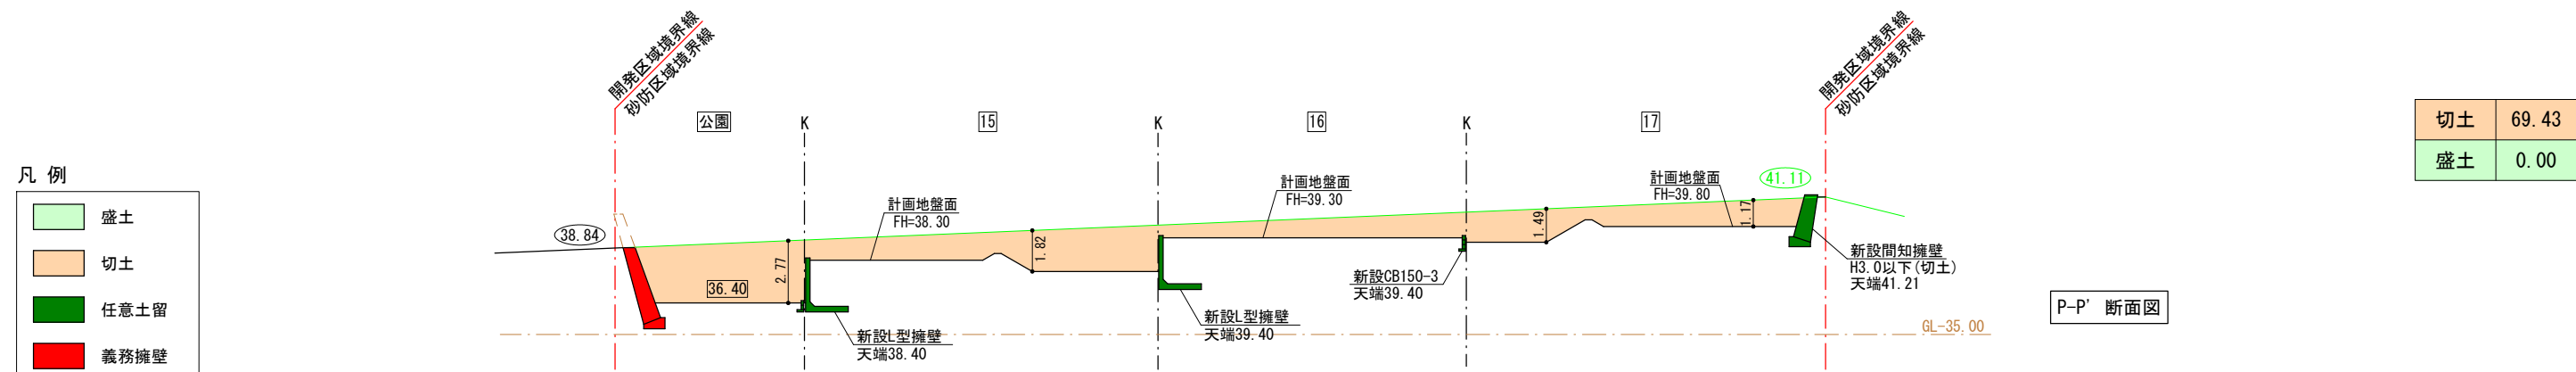 開発区域境界線
砂防区域境界線
開発区域境界線
砂防区域境界線
公園
K
15
K
16
K
17
切土 69.43
盛土 0.00
凡 例
盛土
切土
任意土留
義務擁壁
38.84
36.40
2.77
計画地盤面
FH=38.30
1.82
計画地盤面
FH=39.30
1.49
計画地盤面
FH=39.80
1.17
41.11
新設L型擁壁
天端38.40
新設L型擁壁
天端39.40
新設CB150-3
天端39.40
新設間知擁壁
H3.0以下(切土)
天端41.21
GL-35.00
P-P' 断面図